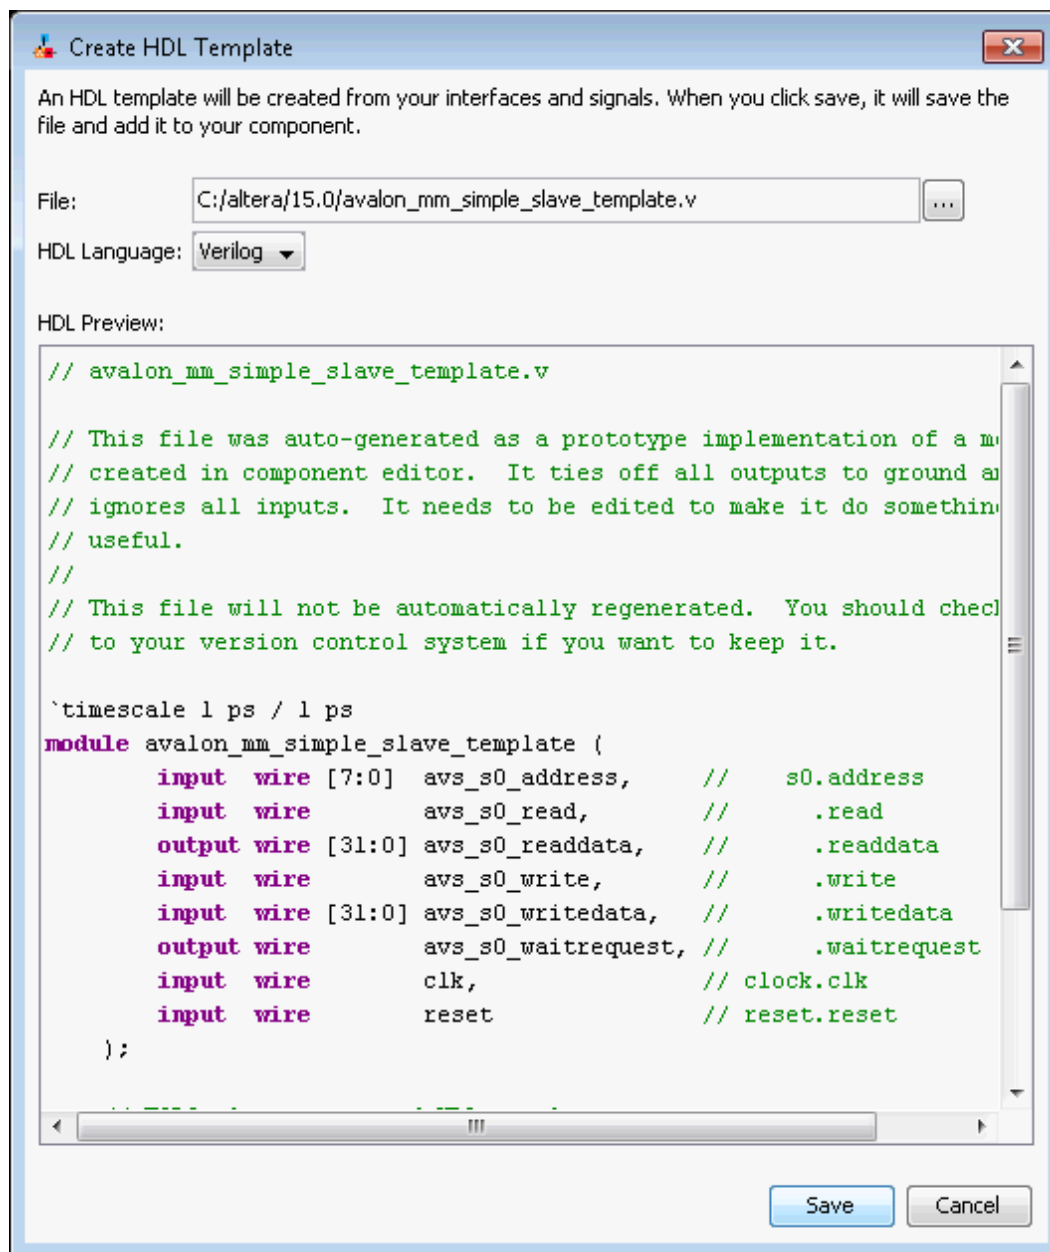 Create HDL Template
An HDL template will be created from your interfaces and signals. When you click save, it will save the
file and add it to your component.
File: C:/altera/15.0/avalon_mm_simple_slave_template.v ...
HDL Language: Verilog
HDL Preview:
// avalon_mm_simple_slave_template.v
// This file was auto-generated as a prototype implementation of a
// created in component editor.  It ties off all outputs to ground
// ignores all inputs.  It needs to be edited to make it do
// useful.
//
// This file will not be automatically regenerated.  You should
// to your version control system if you want to keep it.
`timescale 1 ps / 1 ps
module avalon_mm_simple_slave_template (
input  wire [7:0]  avs_s0_address,     //     s0.address
input  wire        avs_s0_read,        //       .read
output wire [31:0] avs_s0_readdata,    //       .readdata
input  wire        avs_s0_write,       //       .write
input  wire [31:0] avs_s0_writedata,   //       .writedata
output wire        avs_s0_waitrequest, //       .waitrequest
input  wire        clk,                // clock.clk
input  wire        reset               // reset.reset
);
Save Cancel